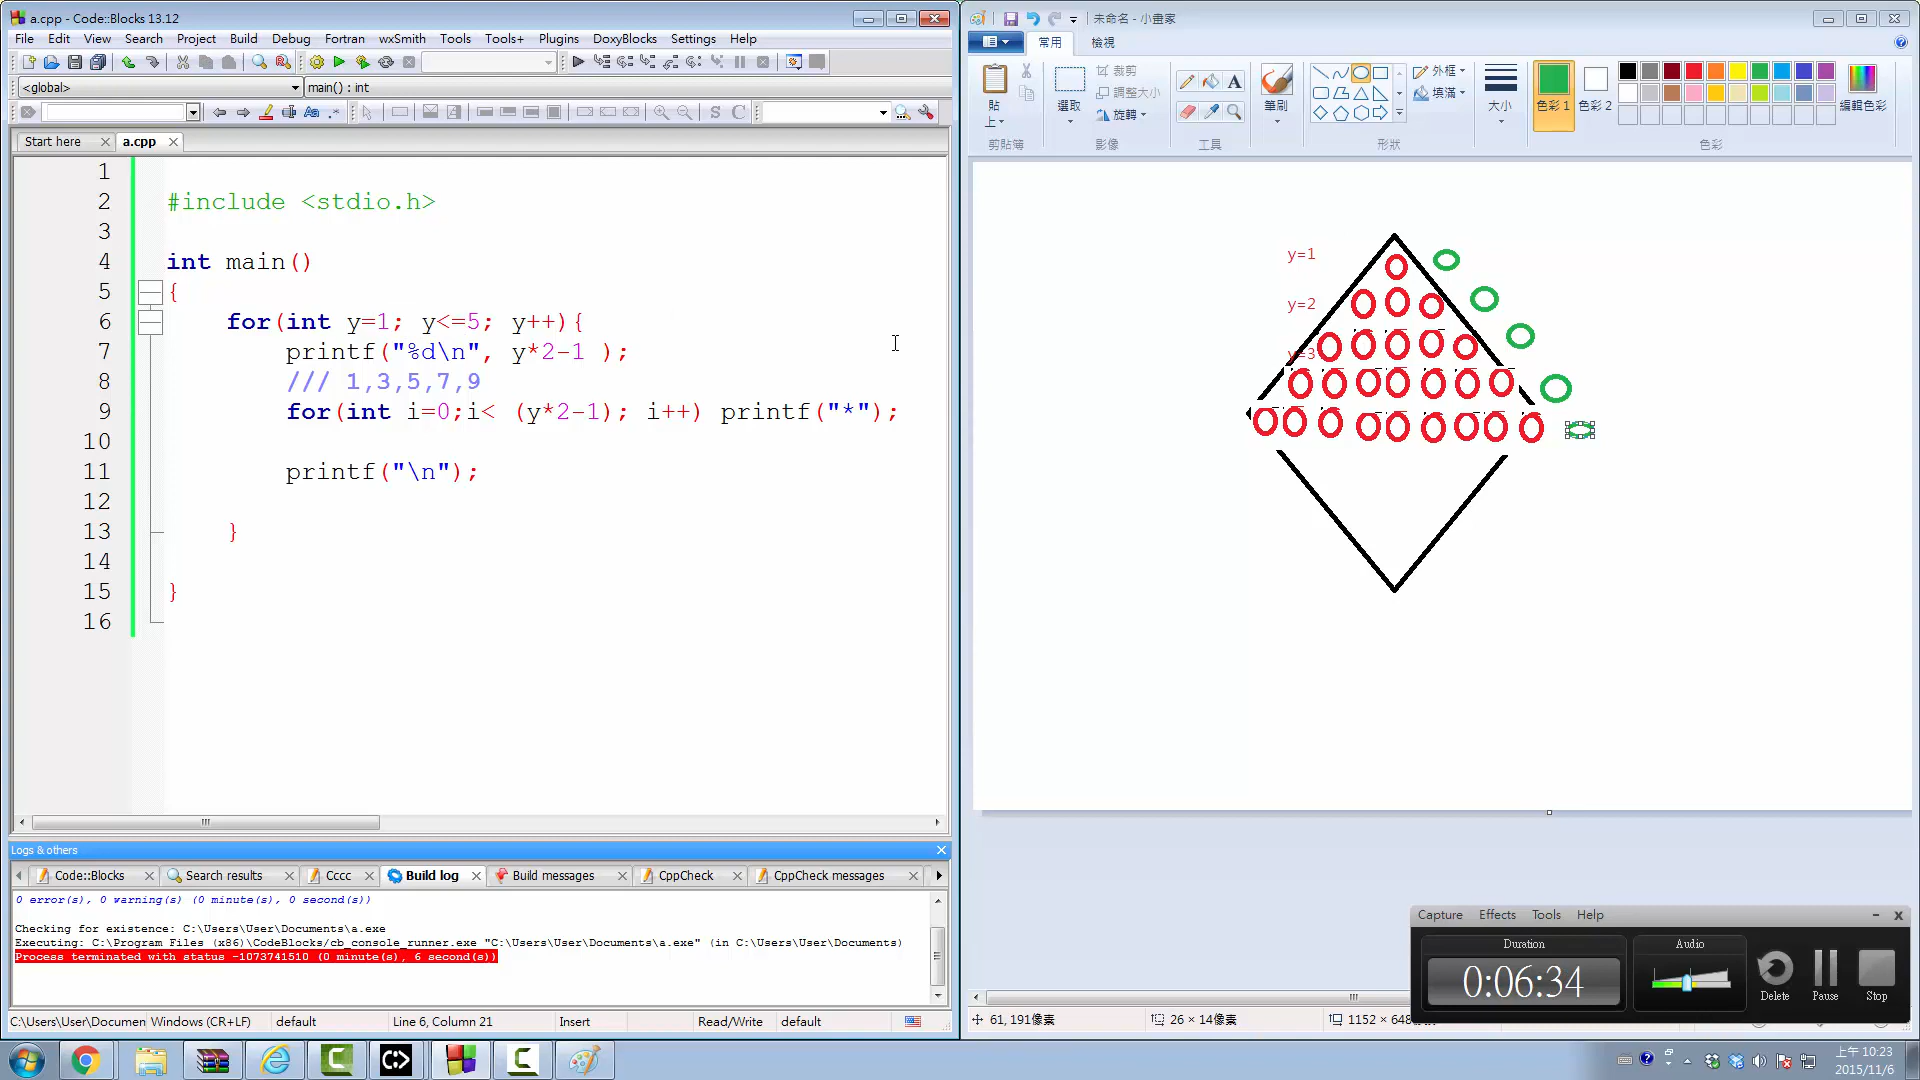 a.cpp - Code::Blocks 13.12
File Edit View Search Project Build Debug Fortran wxSmith Tools Tools+ Plugins DoxyBlocks Settings Help
<global> main() : int
Start here a.cpp
1
2 #include <stdio.h>
3
4 int main()
5 {
6 for(int y=1; y<=5; y++){
7 printf("%d\n", y*2-1 );
8 /// 1,3,5,7,9
9 for(int i=0;i< (y*2-1); i++) printf("*");
10
11 printf("\n");
12
13 }
14
15 }
16
Logs & others
Code::Blocks Search results Cccc Build log Build messages CppCheck CppCheck messages
0 error(s), 0 warning(s) (0 minute(s), 0 second(s))
Checking for existence: C:\Users\User\Documents\a.exe
Executing: C:\Program Files (x86)\CodeBlocks/cb_console_runner.exe "C:\Users\User\Documents\a.exe" (in C:\Users\User\Documents)
Process terminated with status -1073741510 (0 minute(s), 6 second(s))
C:\Users\User\Documen Windows (CR+LF) default Line 6, Column 21 Insert Read/Write default
未命名 - 小畫家
常用 檢視
貼上 剪貼簿
選取 裁剪 調整大小 旋轉 影像
工具
筆刷
外框 填滿 形狀
大小
色彩 1 色彩 2 編輯色彩 色彩
y=1
y=2
y=3
61, 191像素 26 × 14像素 1152 × 648
Capture Effects Tools Help
Duration
0:06:34
Audio
Delete Pause Stop
上午 10:23
2015/11/6